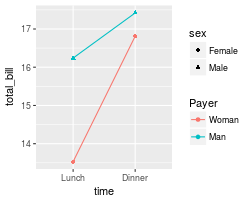 total_bill
17
16
15
14
Lunch
Dinner
time
sex
Female
Male
Payer
Woman
Man